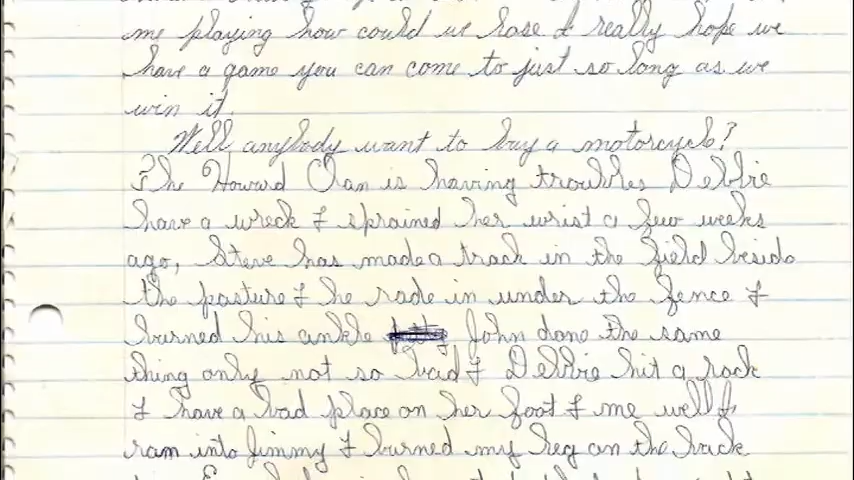 me playing how could we lose I really hope we
have a game you can come to just so long as we
win it.
Well anybody want to buy a motorcycle?
The Howard Clan is having troubles Debbie
have a wreck & sprained her wrist a few weeks
ago, Steve has made a track in the field beside
the pasture & he rode in under the fence &
burned his ankle John done the same
thing only not so bad & Debbie hit a rock
& have a bad place on her foot & me well I
ram into Jimmy & burned my leg on the back